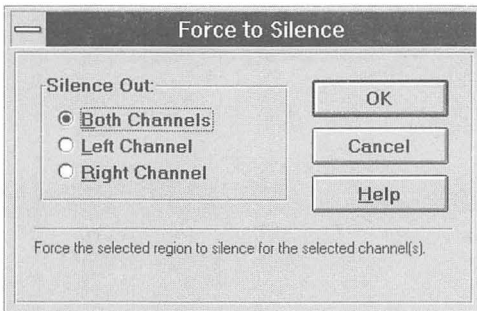 Force to Silence
Silence Out:
Both Channels
Left Channel
Right Channel
OK
Cancel
Help
Force the selected region to silence for the selected channel(s).